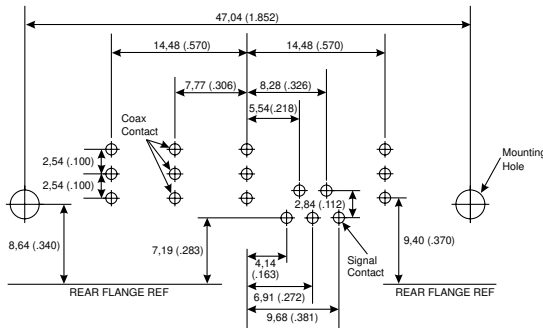 47,04 (1.852)
14,48 (.570)
14,48 (.570)
7,77 (.306)
8,28 (.326)
5,54(.218)
Coax
Contact
2,54 (.100)
2,54 (.100)
Mounting
Hole
2,84 (.112)
8,64 (.340)
7,19 (.283)
4,14
(.163)
Signal
Contact
9,40 (.370)
REAR FLANGE REF
6,91 (.272)
REAR FLANGE REF
9,68 (.381)